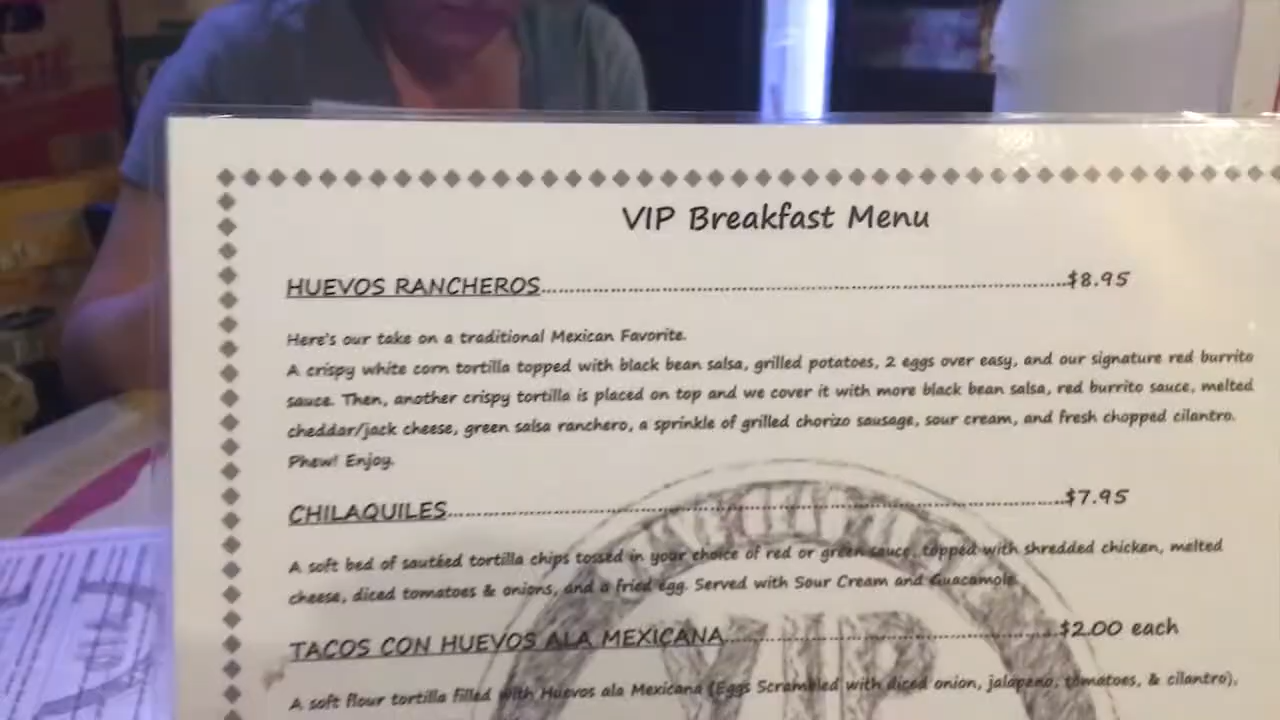 VIP Breakfast Menu
HUEVOS RANCHEROS...............$8.95
Here's our take on a traditional Mexican Favorite.
A crispy white corn tortilla topped with black bean salsa, grilled potatoes, 2 eggs over easy, and our signature red burrito
sauce. Then, another crispy tortilla is placed on top and we cover it with more black bean salsa, red burrito sauce, melted
cheddar/jack cheese, green salsa ranchero, a sprinkle of grilled chorizo sausage, sour cream, and fresh chopped cilantro.
Phew! Enjoy.
CHILAQUILES...............$7.95
A soft bed of sautéed tortilla chips tossed in your choice of red or green sauce, topped with shredded chicken, melted
cheese, diced tomatoes & onions, and a fried egg. Served with Sour Cream and Guacamole.
TACOS CON HUEVOS ALA MEXICANA...............$2.00 each
A soft flour tortilla filled with Huevos ala Mexicana (Eggs Scrambled with diced onion, jalapeno, tomatoes, & cilantro),
VIP